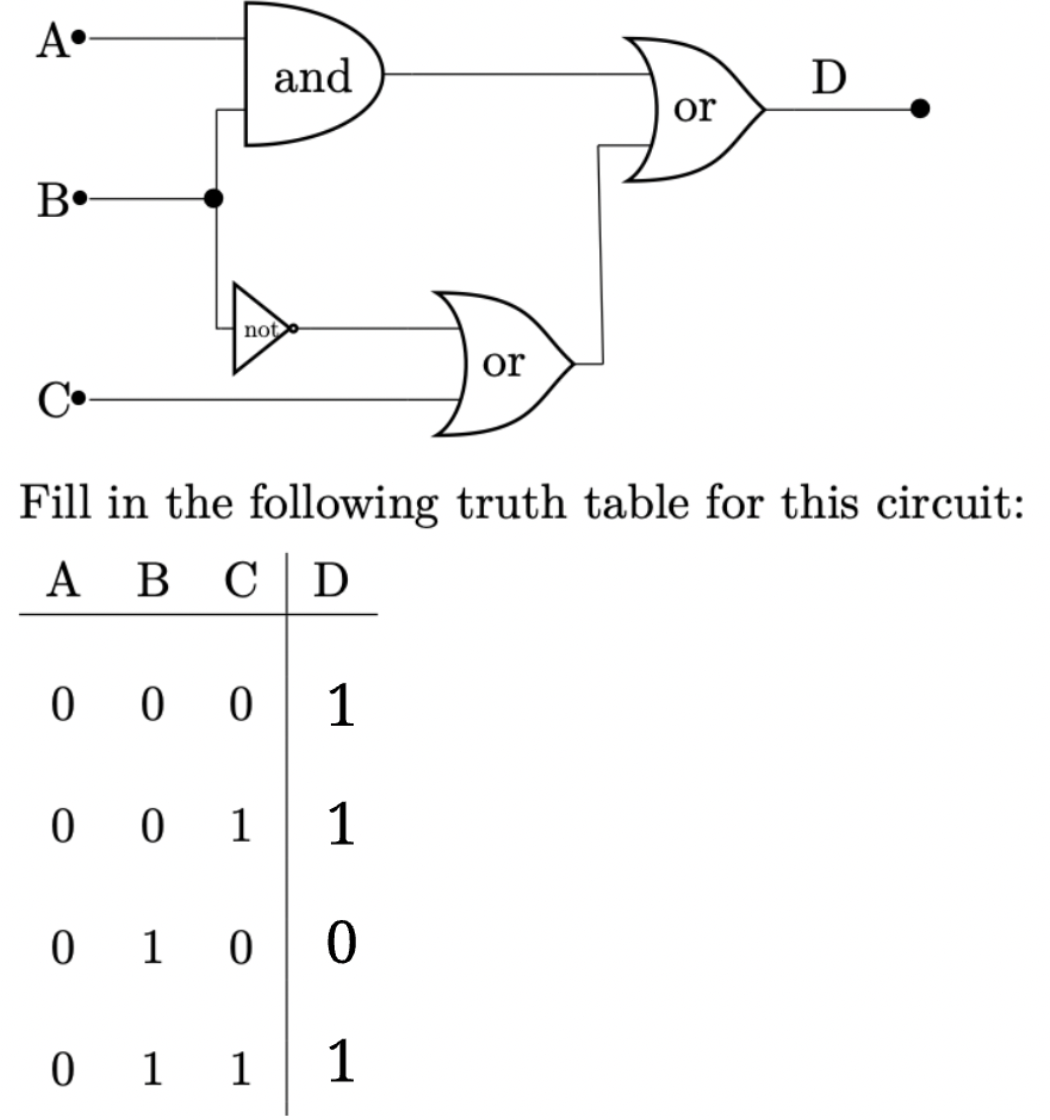 A
and
D
or
B
not
or
C
Fill in the following truth table for this circuit:
A B C D
0 0 0 1
0 0 1 1
0 1 0 0
0 1 1 1